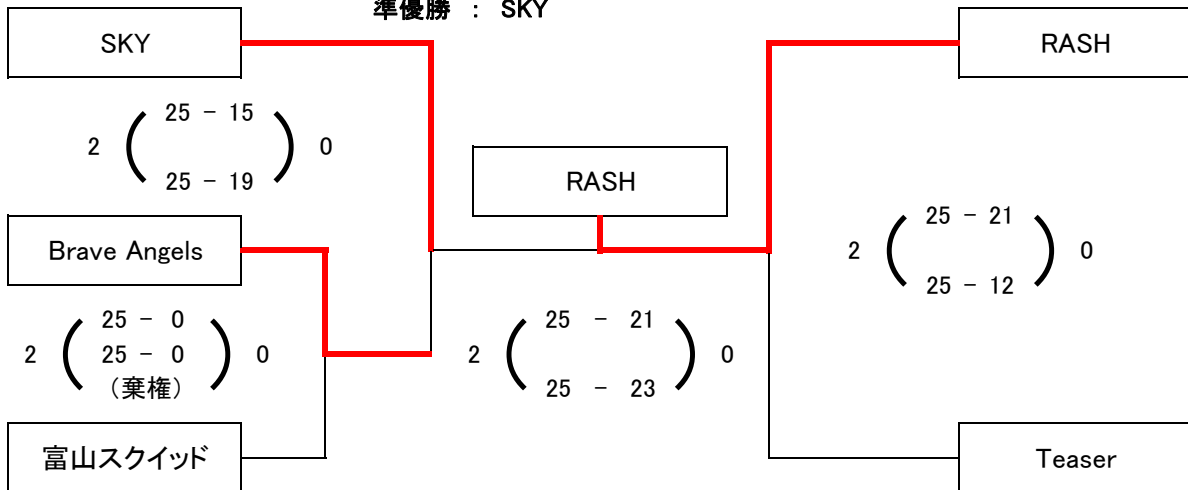 準優勝 : SKY
SKY
RASH
25 - 15
2 0
25 - 19
RASH
Brave Angels
25 - 21
2 0
25 - 12
25 - 0
2 25 - 0 0
(棄権)
25 - 21
2 0
25 - 23
富山スクイッド
Teaser